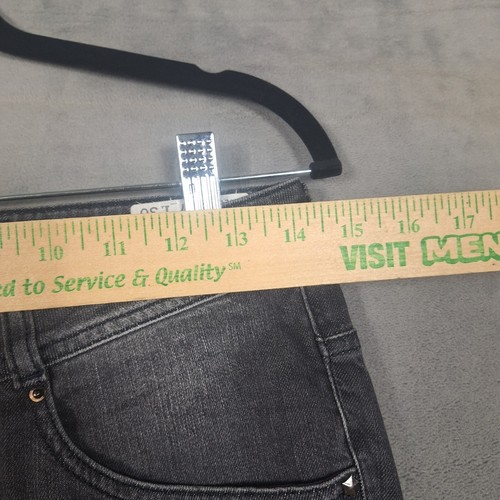 10 11 12 13 14 15 16 17
ed to Service & Quality℠ VISIT MEN